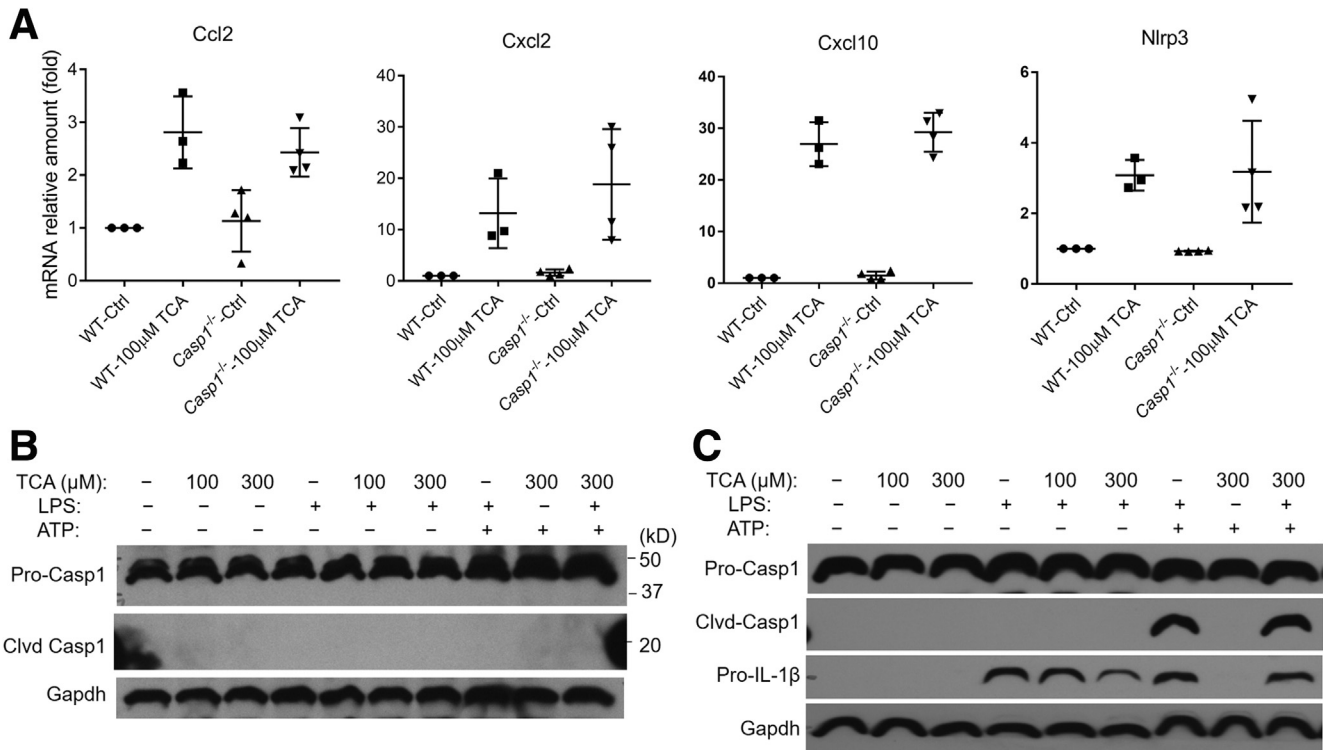 A
Ccl2
Cxcl2
Cxcl10
Nlrp3
mRNA relative amount (fold)
4
3
2
1
0
WT-Ctrl
WT-100μM TCA
Casp1-/--Ctrl
Casp1-/--100μM TCA
40
30
20
10
0
WT-Ctrl
WT-100μM TCA
Casp1-/--Ctrl
Casp1-/--100μM TCA
40
30
20
10
0
WT-Ctrl
WT-100μM TCA
Casp1-/--Ctrl
Casp1-/--100μM TCA
6
4
2
0
WT-Ctrl
WT-100μM TCA
Casp1-/--Ctrl
Casp1-/--100μM TCA
B
TCA (μM): – 100 300 – 100 300 – 300 300
LPS: – – – + + + – – +
ATP: – – – – – – + + +
(kD)
Pro-Casp1
50
37
Clvd Casp1
20
Gapdh
C
TCA (μM): – 100 300 – 100 300 – 300 300
LPS: – – – + + + + – +
ATP: – – – – – – + – +
Pro-Casp1
Clvd-Casp1
Pro-IL-1β
Gapdh